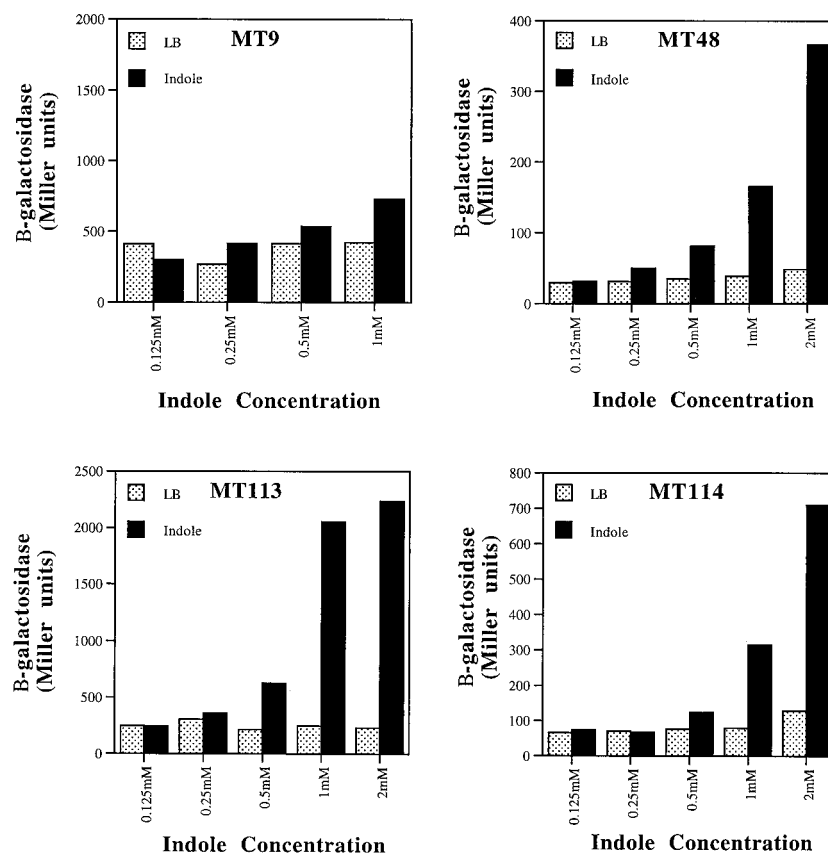 MT9
LB
Indole
B-galactosidase
(Miller units)
2000
1500
1000
500
0
0.125mM
0.25mM
0.5mM
1mM
Indole Concentration
MT48
LB
Indole
B-galactosidase
(Miller units)
400
300
200
100
0
0.125mM
0.25mM
0.5mM
1mM
2mM
Indole Concentration
MT113
LB
Indole
B-galactosidase
(Miller units)
2500
2000
1500
1000
500
0
0.125mM
0.25mM
0.5mM
1mM
2mM
Indole Concentration
MT114
LB
Indole
B-galactosidase
(Miller units)
800
700
600
500
400
300
200
100
0
0.125mM
0.25mM
0.5mM
1mM
2mM
Indole Concentration